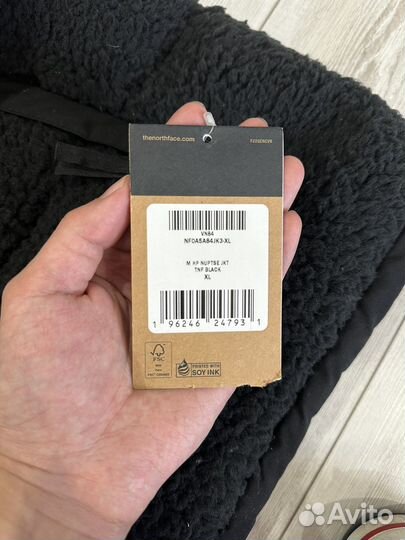 thenorthface.com
VN84
NF0A5A84JK3-XL
M HP NUPTSE JKT
TNF BLACK
XL
1 96246 24793 1
FSC
PRINTED WITH
SOY INK
Avito